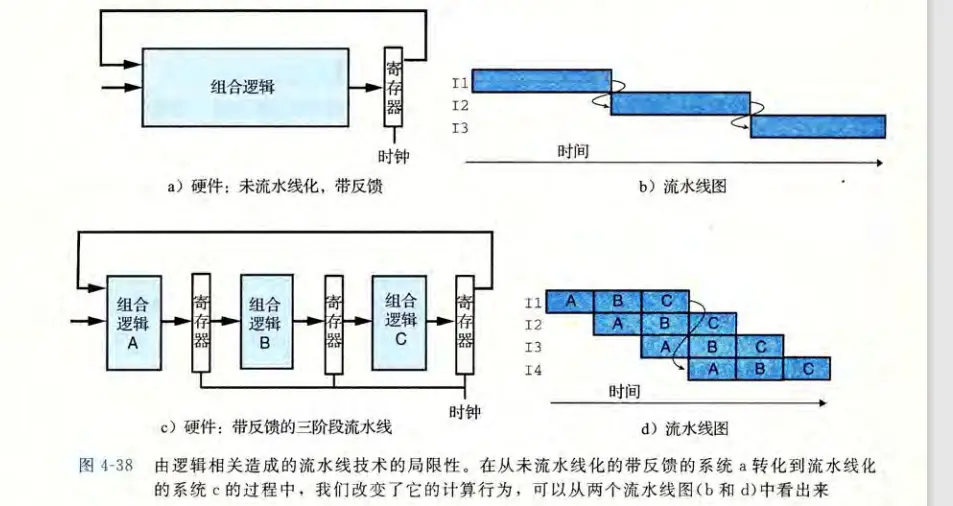 组合逻辑
寄存器
时钟
a）硬件：未流水线化，带反馈
I1
I2
I3
时间
b）流水线图
组合
逻辑
A
寄存器
组合
逻辑
B
寄存器
组合
逻辑
C
寄存器
时钟
c）硬件：带反馈的三阶段流水线
I1 A B C
I2 A B C
I3 A B C
I4 A B C
时间
d）流水线图
图 4-38 由逻辑相关造成的流水线技术的局限性。在从未流水线化的带反馈的系统 a 转化到流水线化
的系统 c 的过程中，我们改变了它的计算行为，可以从两个流水线图(b 和 d)中看出来